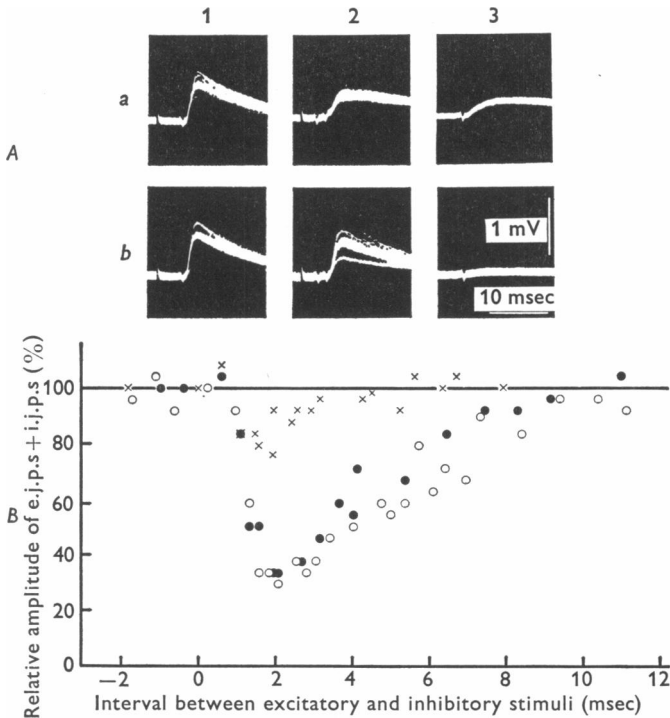 1 2 3
a
A
b
1 mV
10 msec
Relative amplitude of e.j.p.s + i.j.p.s (%)
100
80
60
40
20
0
B
−2 0 2 4 6 8 10 12
Interval between excitatory and inhibitory stimuli (msec)